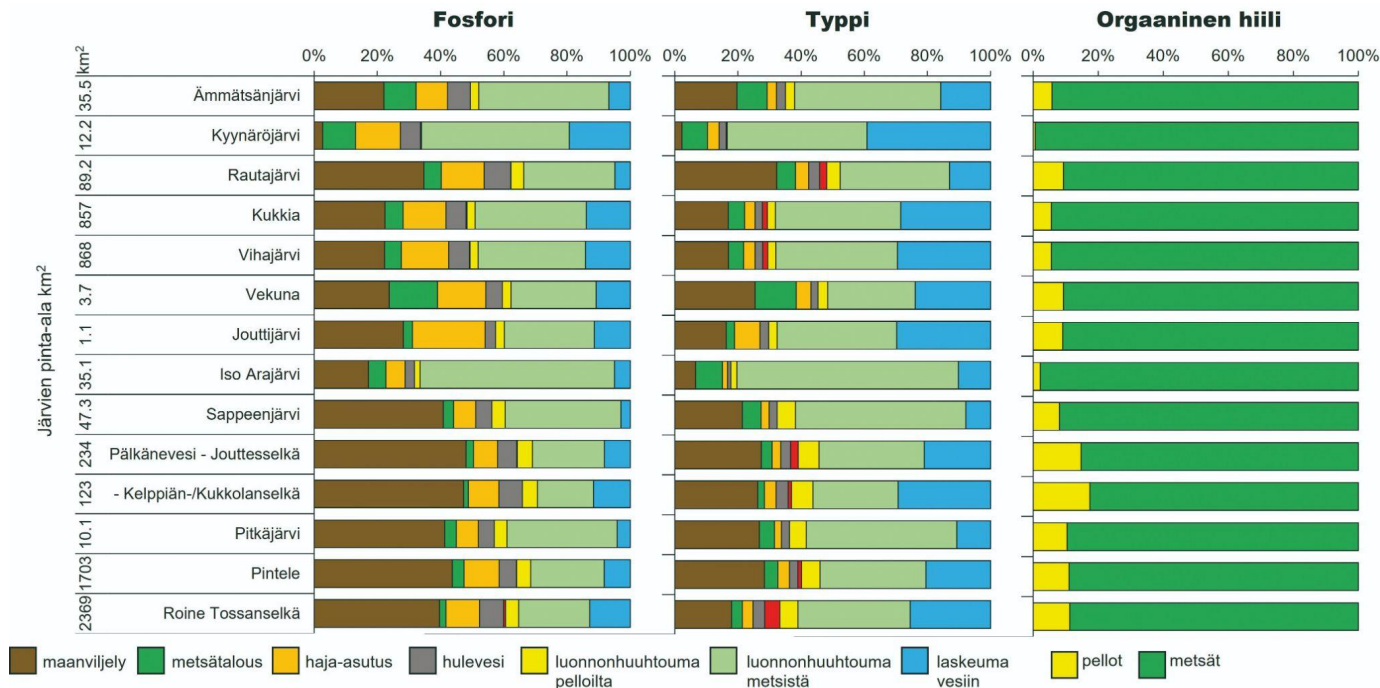 Fosfori Typpi Orgaaninen hiili
0% 20% 40% 60% 80% 100% 0% 20% 40% 60% 80% 100% 0% 20% 40% 60% 80% 100%
Järvien pinta-ala km²
km²
35.5 Ämmätsänjärvi
12.2 Kyynäröjärvi
89.2 Rautajärvi
857 Kukkia
868 Vihajärvi
3.7 Vekuna
1.1 Jouttijärvi
35.1 Iso Arajärvi
47.3 Sappeenjärvi
234 Pälkänevesi - Jouttesselkä
123 - Kelppiän-/Kukkolanselkä
10.1 Pitkäjärvi
1703 Pintele
2369 Roine Tossanselkä
maanviljely metsätalous haja-asutus hulevesi luonnonhuuhtouma luonnonhuuhtouma laskeuma pellot metsät
pelloilta metsistä vesiin